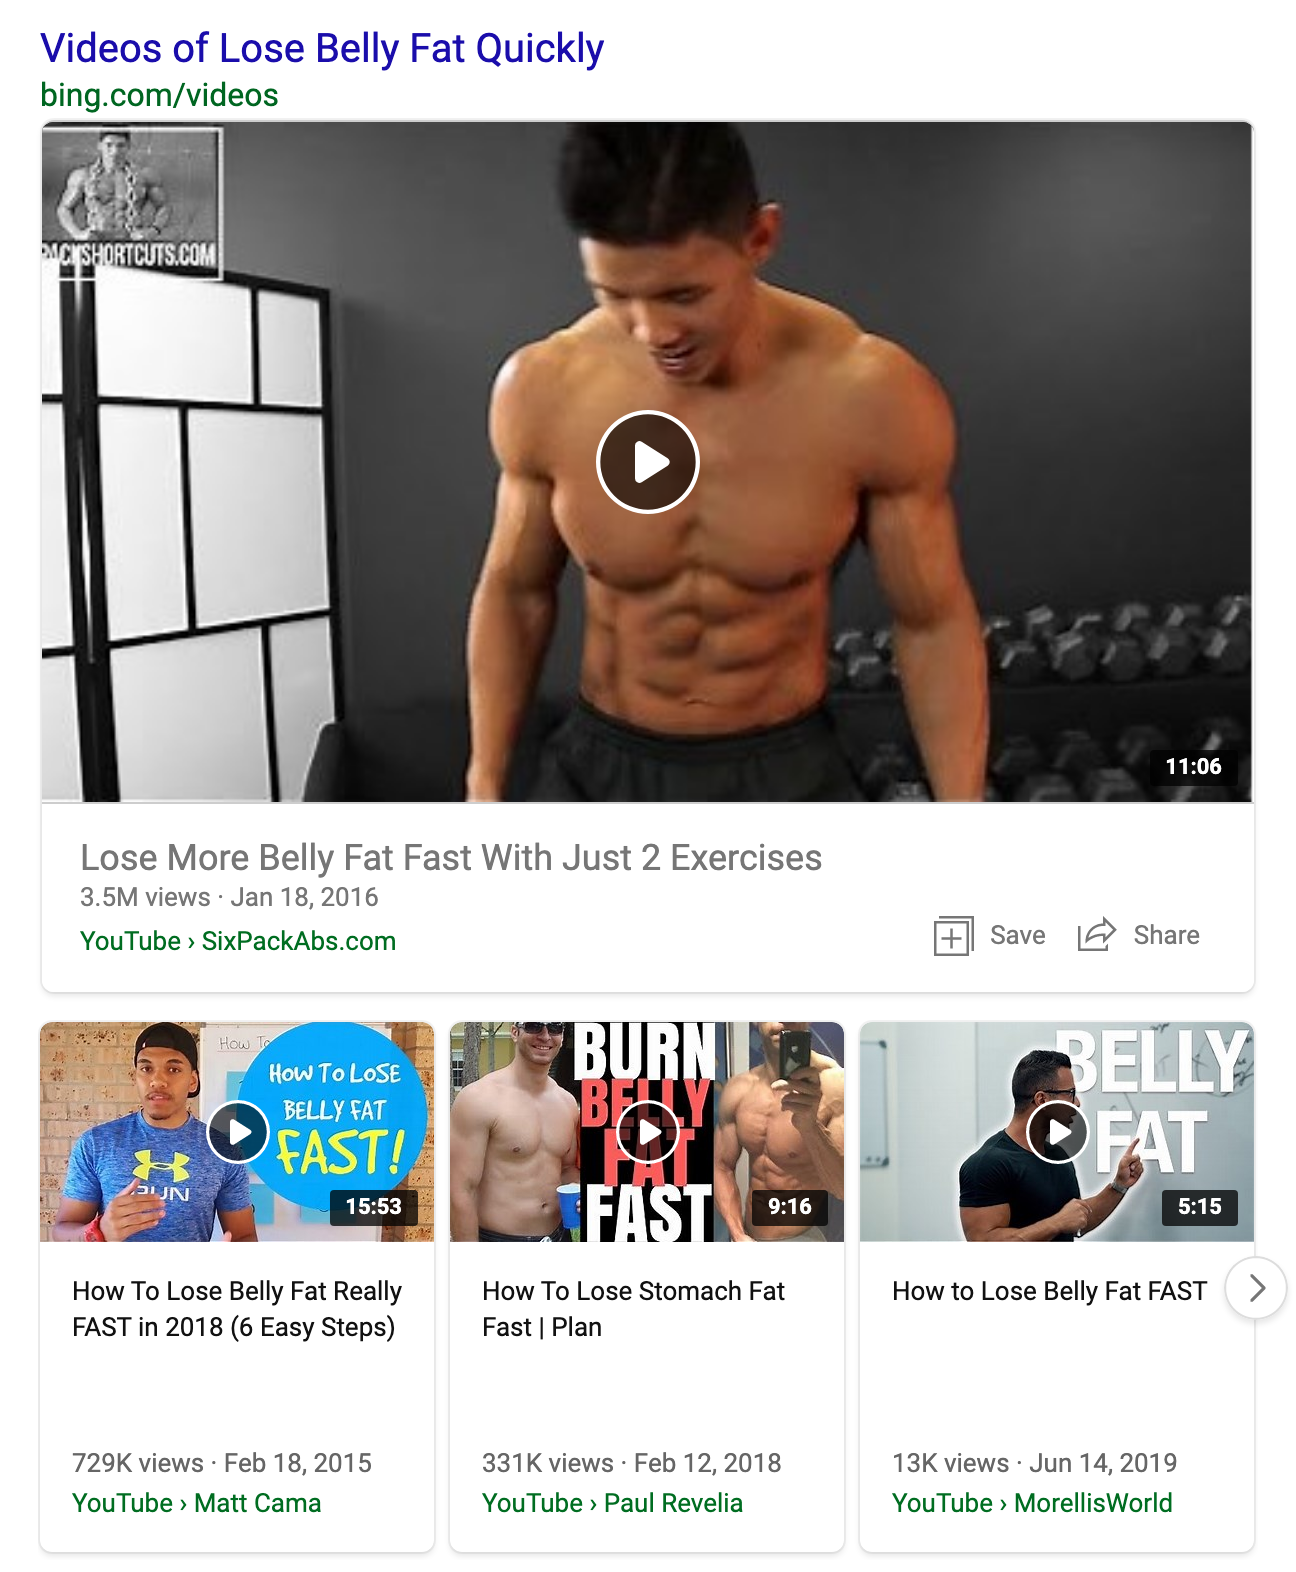 Videos of Lose Belly Fat Quickly
bing.com/videos
PACKSHORTCUTS.COM
11:06
Lose More Belly Fat Fast With Just 2 Exercises
3.5M views · Jan 18, 2016
YouTube › SixPackAbs.com
Save
Share
How To
HOW TO LOSE
BELLY FAT
FAST!
RUN
15:53
BURN
BELLY
FAT
FAST
9:16
BELLY
FAT
5:15
How To Lose Belly Fat Really
FAST in 2018 (6 Easy Steps)
729K views · Feb 18, 2015
YouTube › Matt Cama
How To Lose Stomach Fat
Fast | Plan
331K views · Feb 12, 2018
YouTube › Paul Revelia
How to Lose Belly Fat FAST
13K views · Jun 14, 2019
YouTube › MorellisWorld